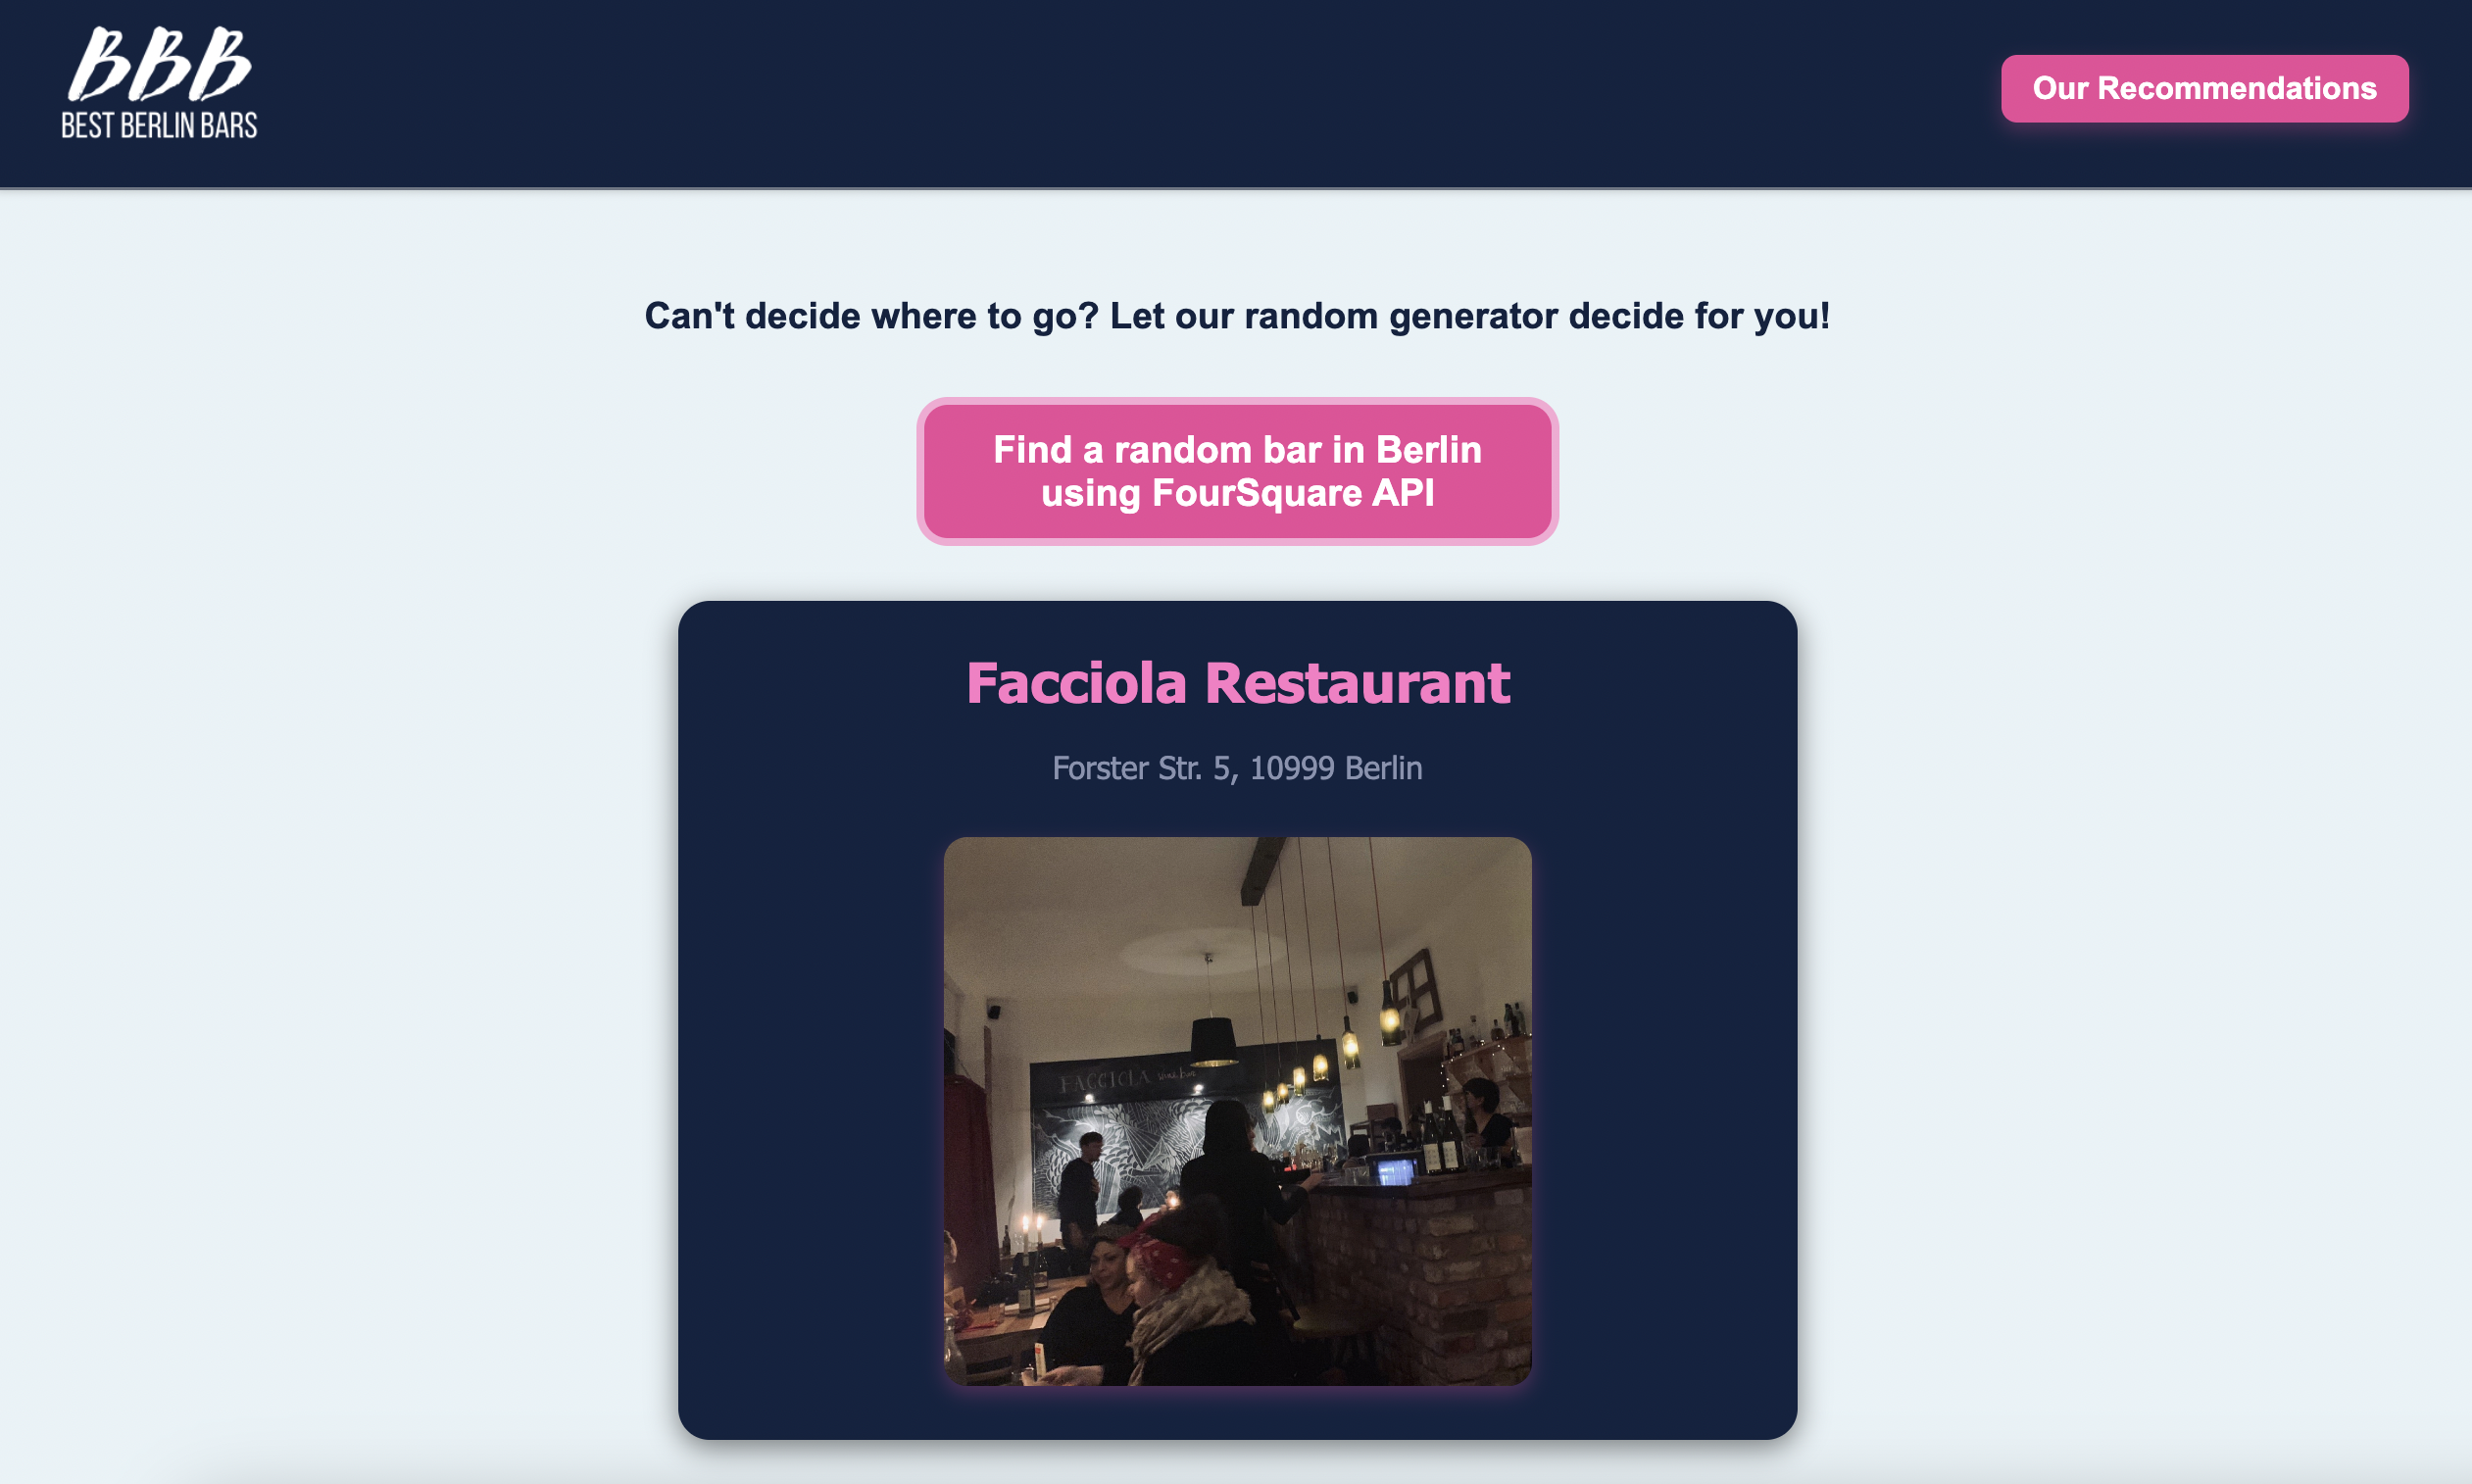 BBB
BEST BERLIN BARS
Our Recommendations
Can't decide where to go? Let our random generator decide for you!
Find a random bar in Berlin
using FourSquare API
Facciola Restaurant
Forster Str. 5, 10999 Berlin
FACCIOLA wine bar